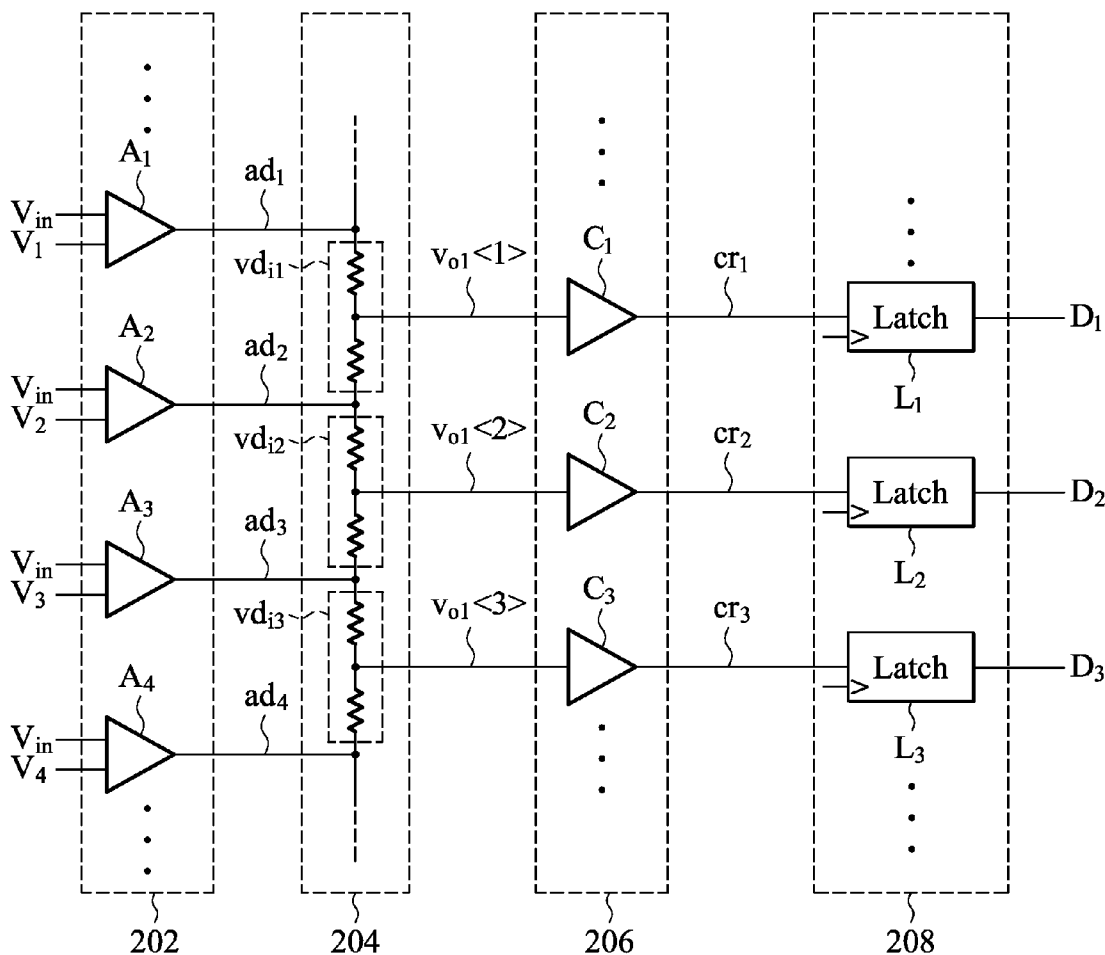 A₁
ad₁
Vin
V₁
vdi1
vo1<1>
C₁
cr₁
Latch
D₁
L₁
A₂
ad₂
Vin
V₂
vdi2
vo1<2>
C₂
cr₂
Latch
D₂
L₂
A₃
ad₃
Vin
V₃
vdi3
vo1<3>
C₃
cr₃
Latch
D₃
L₃
A₄
ad₄
Vin
V₄
202
204
206
208